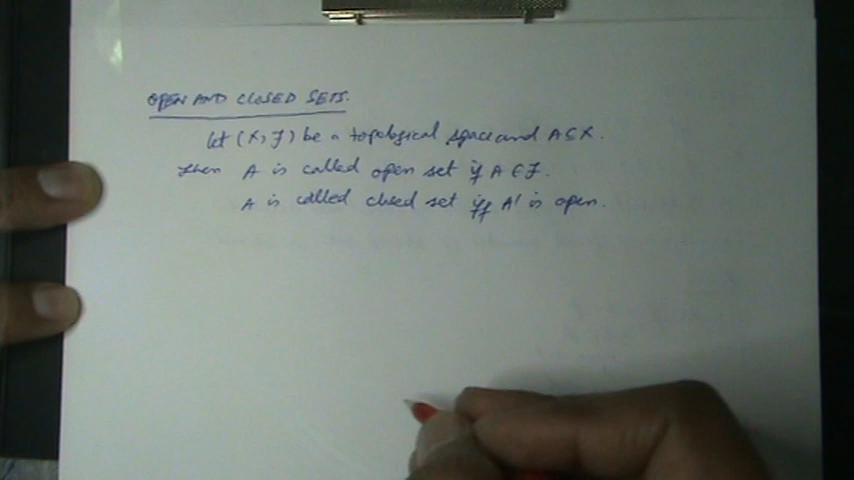 OPEN AND CLOSED SETS.
Let (X, J) be a topological space and A ⊆ X.
Then A is called open set if A ∈ J.
A is called closed set iff A' is open.